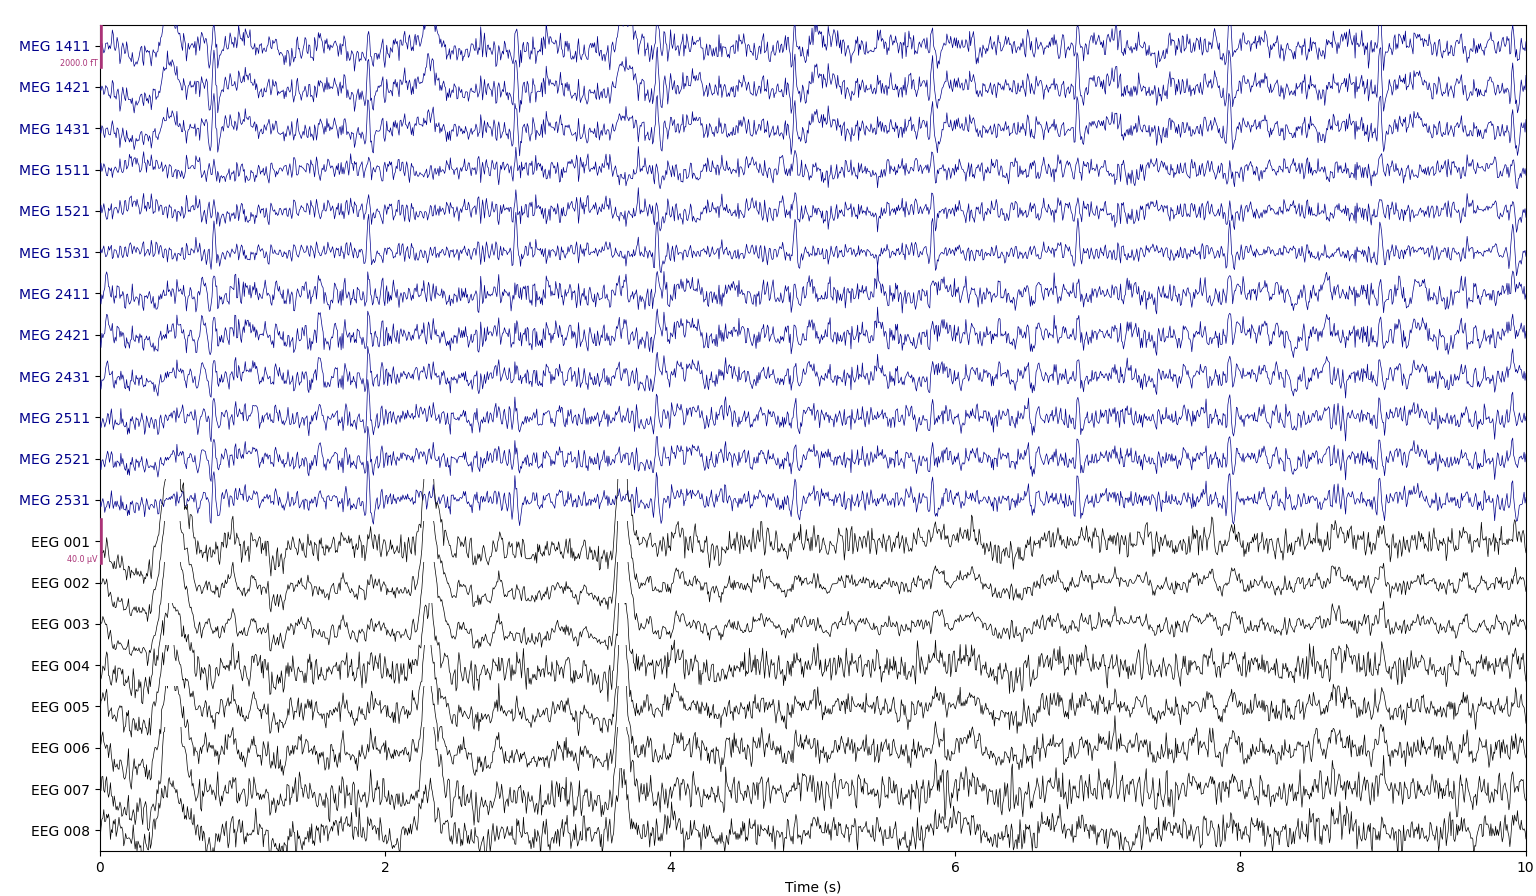 MEG 1411
2000.0 fT
MEG 1421
MEG 1431
MEG 1511
MEG 1521
MEG 1531
MEG 2411
MEG 2421
MEG 2431
MEG 2511
MEG 2521
MEG 2531
EEG 001
40.0 µV
EEG 002
EEG 003
EEG 004
EEG 005
EEG 006
EEG 007
EEG 008
0 2 4 6 8 10
Time (s)